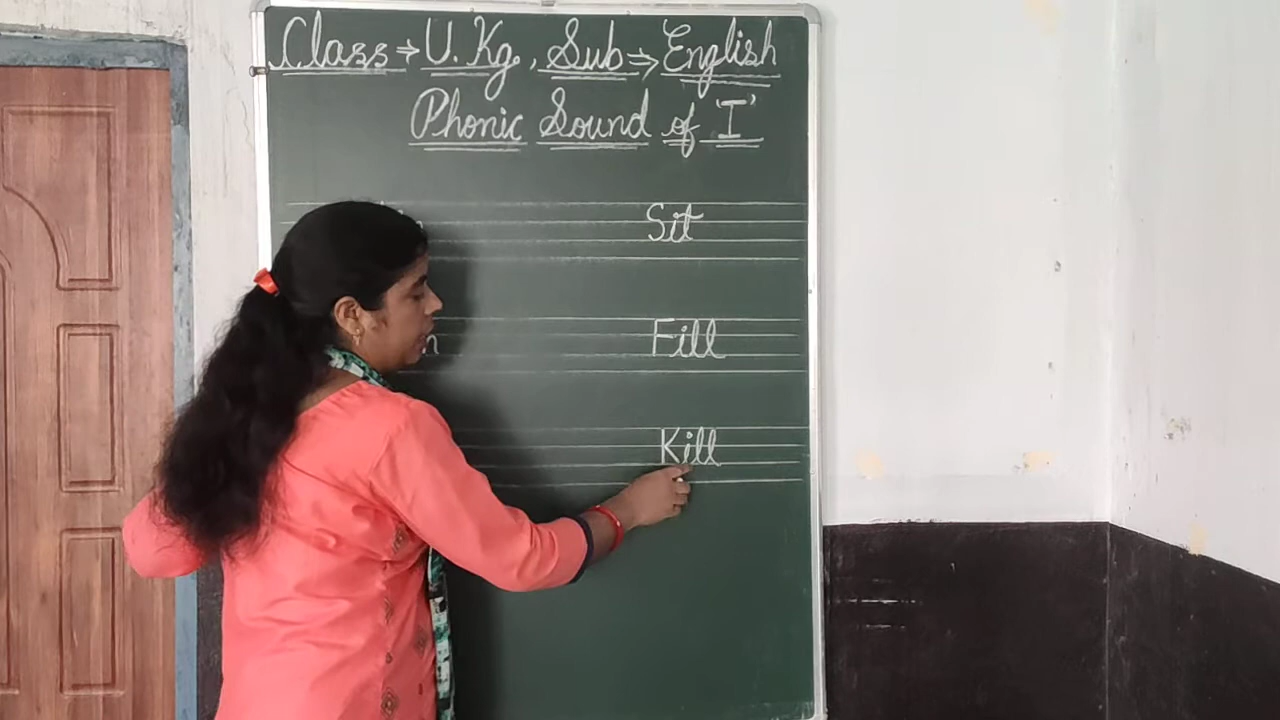 Class → U.Kg, Sub ⇒ English
Phonic Sound of 'I'
Sit
Fill
Kill